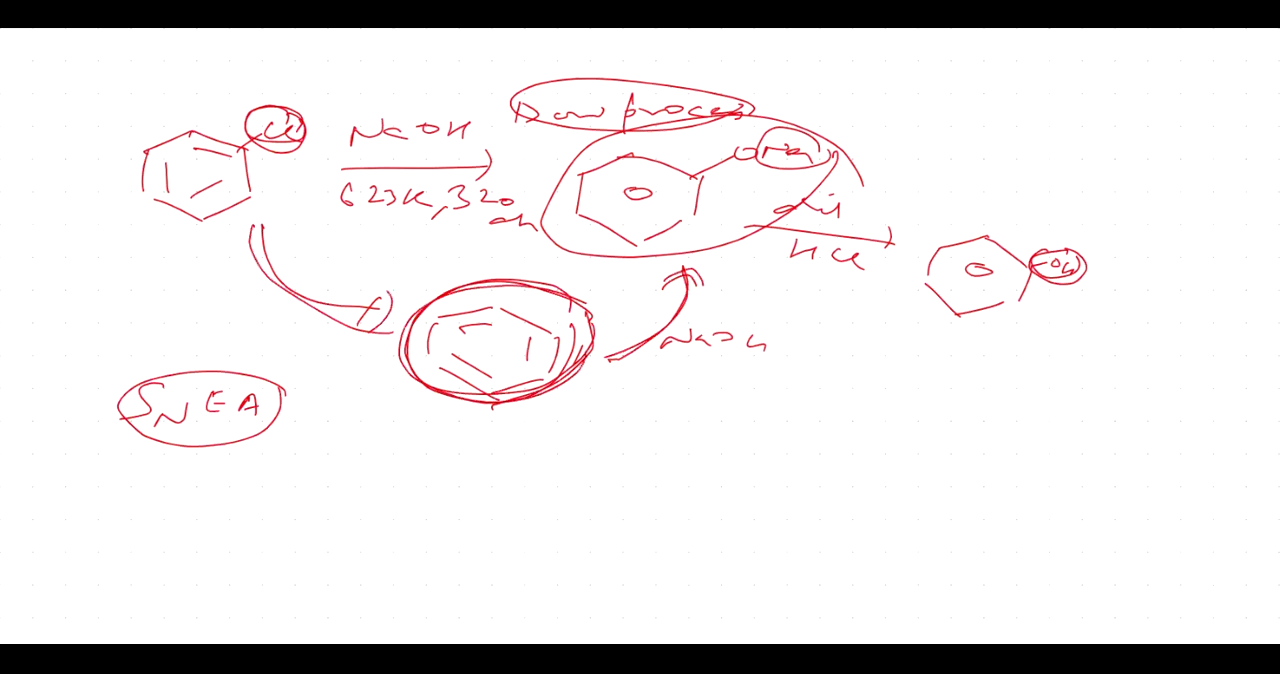 Dow process
Cl
NaOH
623K, 320
atm
ONa
dil
HCl
OH
NaOH
SNEA